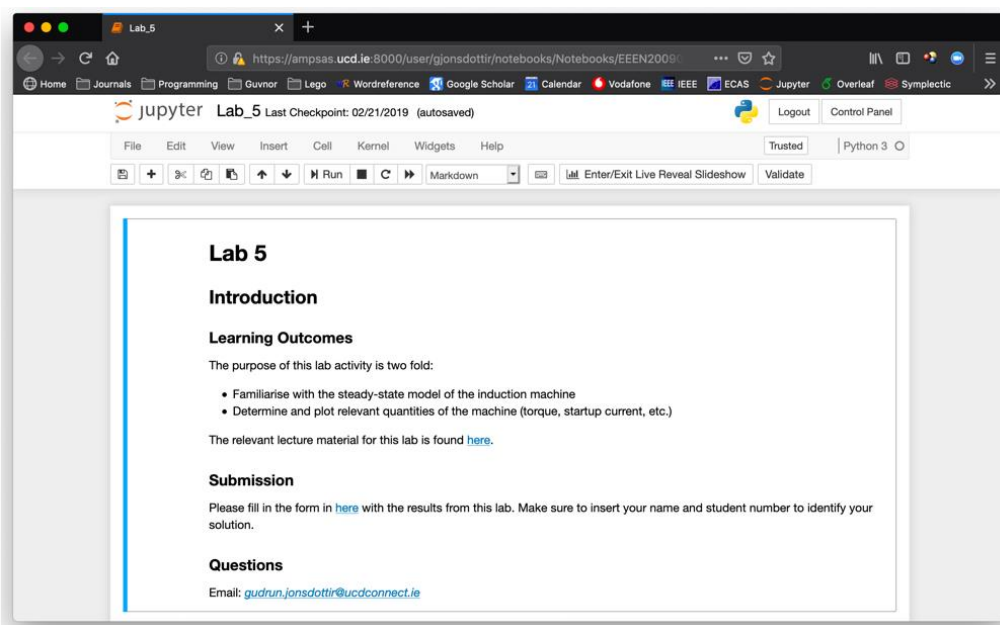 Lab_5
https://ampsas.ucd.ie:8000/user/gjonsdottir/notebooks/Notebooks/EEEN2009
Home Journals Programming Guvnor Lego Wordreference Google Scholar 21 Calendar Vodafone IEEE IEEE ECAS Jupyter Overleaf Symplectic
jupyter Lab_5 Last Checkpoint: 02/21/2019 (autosaved) Logout Control Panel
File Edit View Insert Cell Kernel Widgets Help Trusted Python 3
Run Markdown Enter/Exit Live Reveal Slideshow Validate
Lab 5
Introduction
Learning Outcomes
The purpose of this lab activity is two fold:
• Familiarise with the steady-state model of the induction machine
• Determine and plot relevant quantities of the machine (torque, startup current, etc.)
The relevant lecture material for this lab is found here.
Submission
Please fill in the form in here with the results from this lab. Make sure to insert your name and student number to identify your
solution.
Questions
Email: gudrun.jonsdottir@ucdconnect.ie